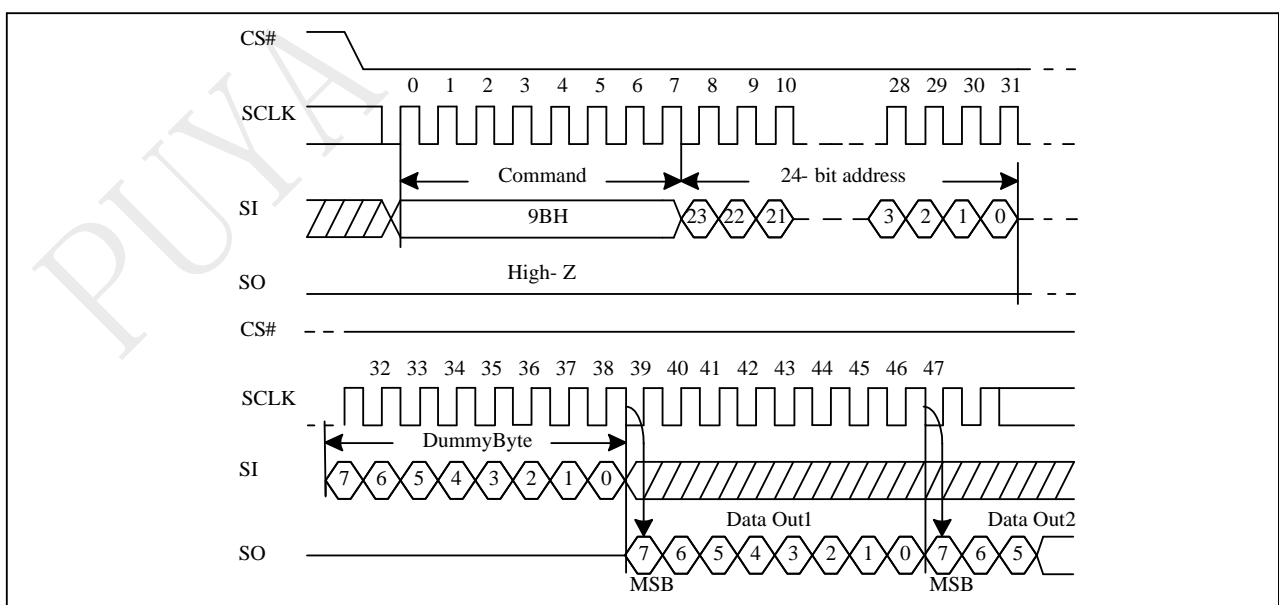 CS#
0 1 2 3 4 5 6 7 8 9 10 28 29 30 31
SCLK
Command 24- bit address
SI 9BH 23 22 21 3 2 1 0
High- Z
SO
CS#
32 33 34 35 36 37 38 39 40 41 42 43 44 45 46 47
SCLK
DummyByte
SI 7 6 5 4 3 2 1 0
Data Out1 Data Out2
SO 7 6 5 4 3 2 1 0 7 6 5
MSB MSB
PUYA